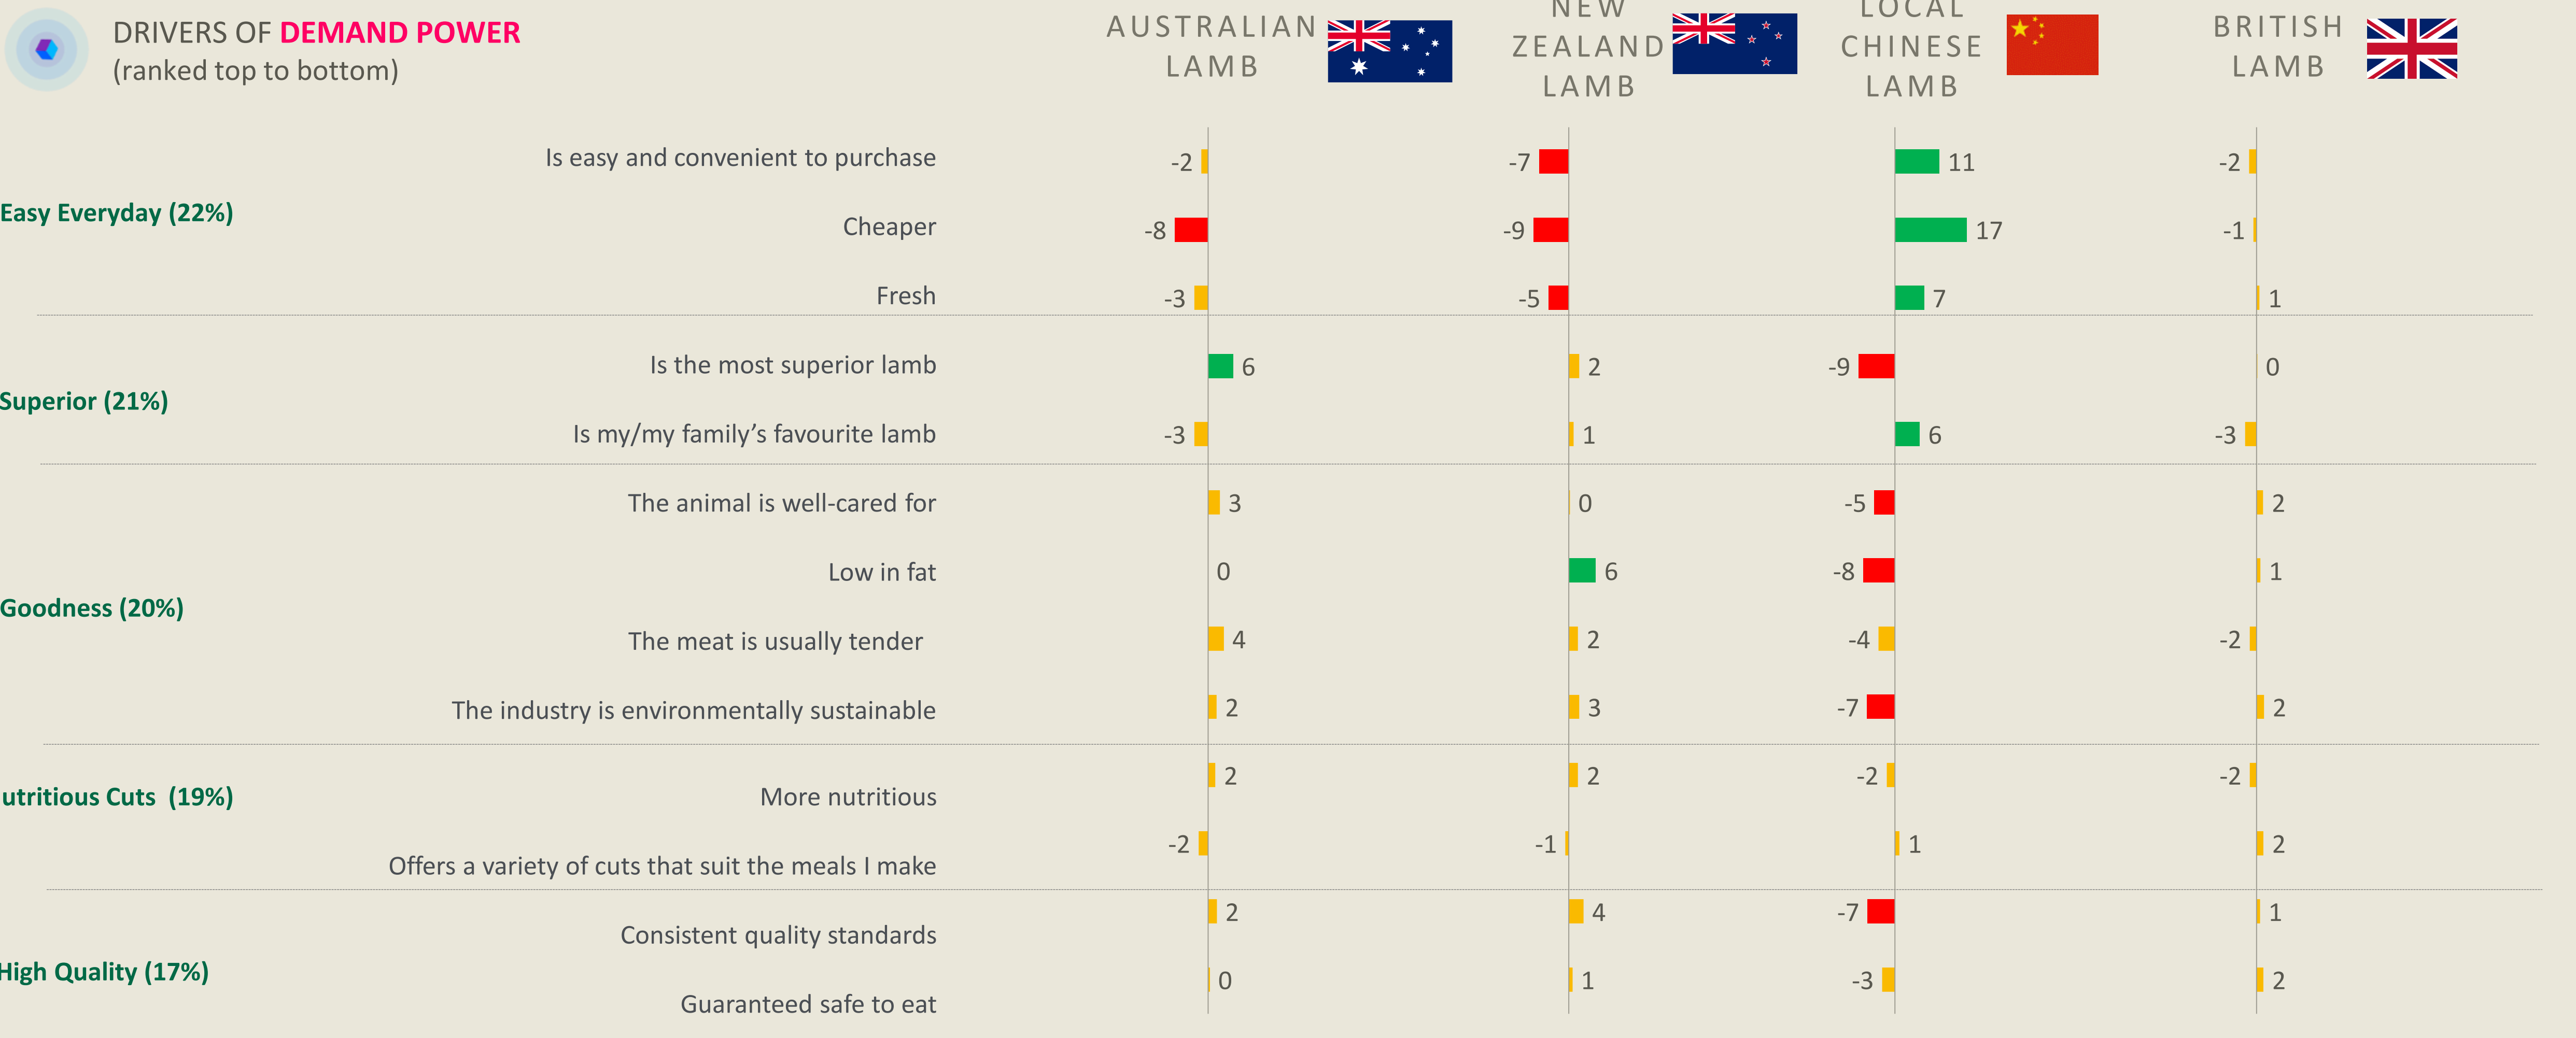 DRIVERS OF DEMAND POWER
(ranked top to bottom)
AUSTRALIAN
LAMB
NEW
ZEALAND
LAMB
LOCAL
CHINESE
LAMB
BRITISH
LAMB
Easy Everyday (22%)
Is easy and convenient to purchase -2 -7 11 -2
Cheaper -8 -9 17 -1
Fresh -3 -5 7 1
Superior (21%)
Is the most superior lamb 6 2 -9 0
Is my/my family’s favourite lamb -3 1 6 -3
Goodness (20%)
The animal is well-cared for 3 0 -5 2
Low in fat 0 6 -8 1
The meat is usually tender 4 2 -4 -2
The industry is environmentally sustainable 2 3 -7 2
utritious Cuts (19%)
More nutritious 2 2 -2 -2
Offers a variety of cuts that suit the meals I make -2 -1 1 2
High Quality (17%)
Consistent quality standards 2 4 -7 1
Guaranteed safe to eat 0 1 -3 2